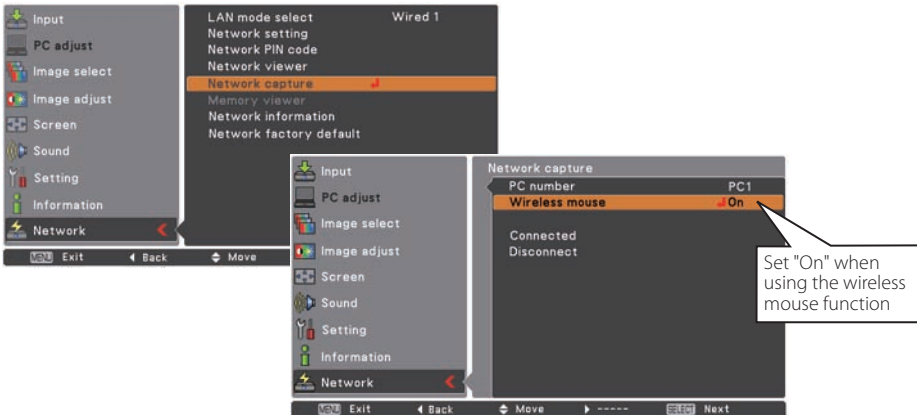 Input
PC adjust
Image select
Image adjust
Screen
Sound
Setting
Information
Network
LAN mode select Wired 1
Network setting
Network PIN code
Network viewer
Network capture
Memory viewer
Network information
Network factory default
MENU Exit Back Move
Input
PC adjust
Image select
Image adjust
Screen
Sound
Setting
Information
Network
Network capture
PC number PC1
Wireless mouse On
Connected
Disconnect
MENU Exit Back Move ----- SELECT Next
Set "On" when
using the wireless
mouse function